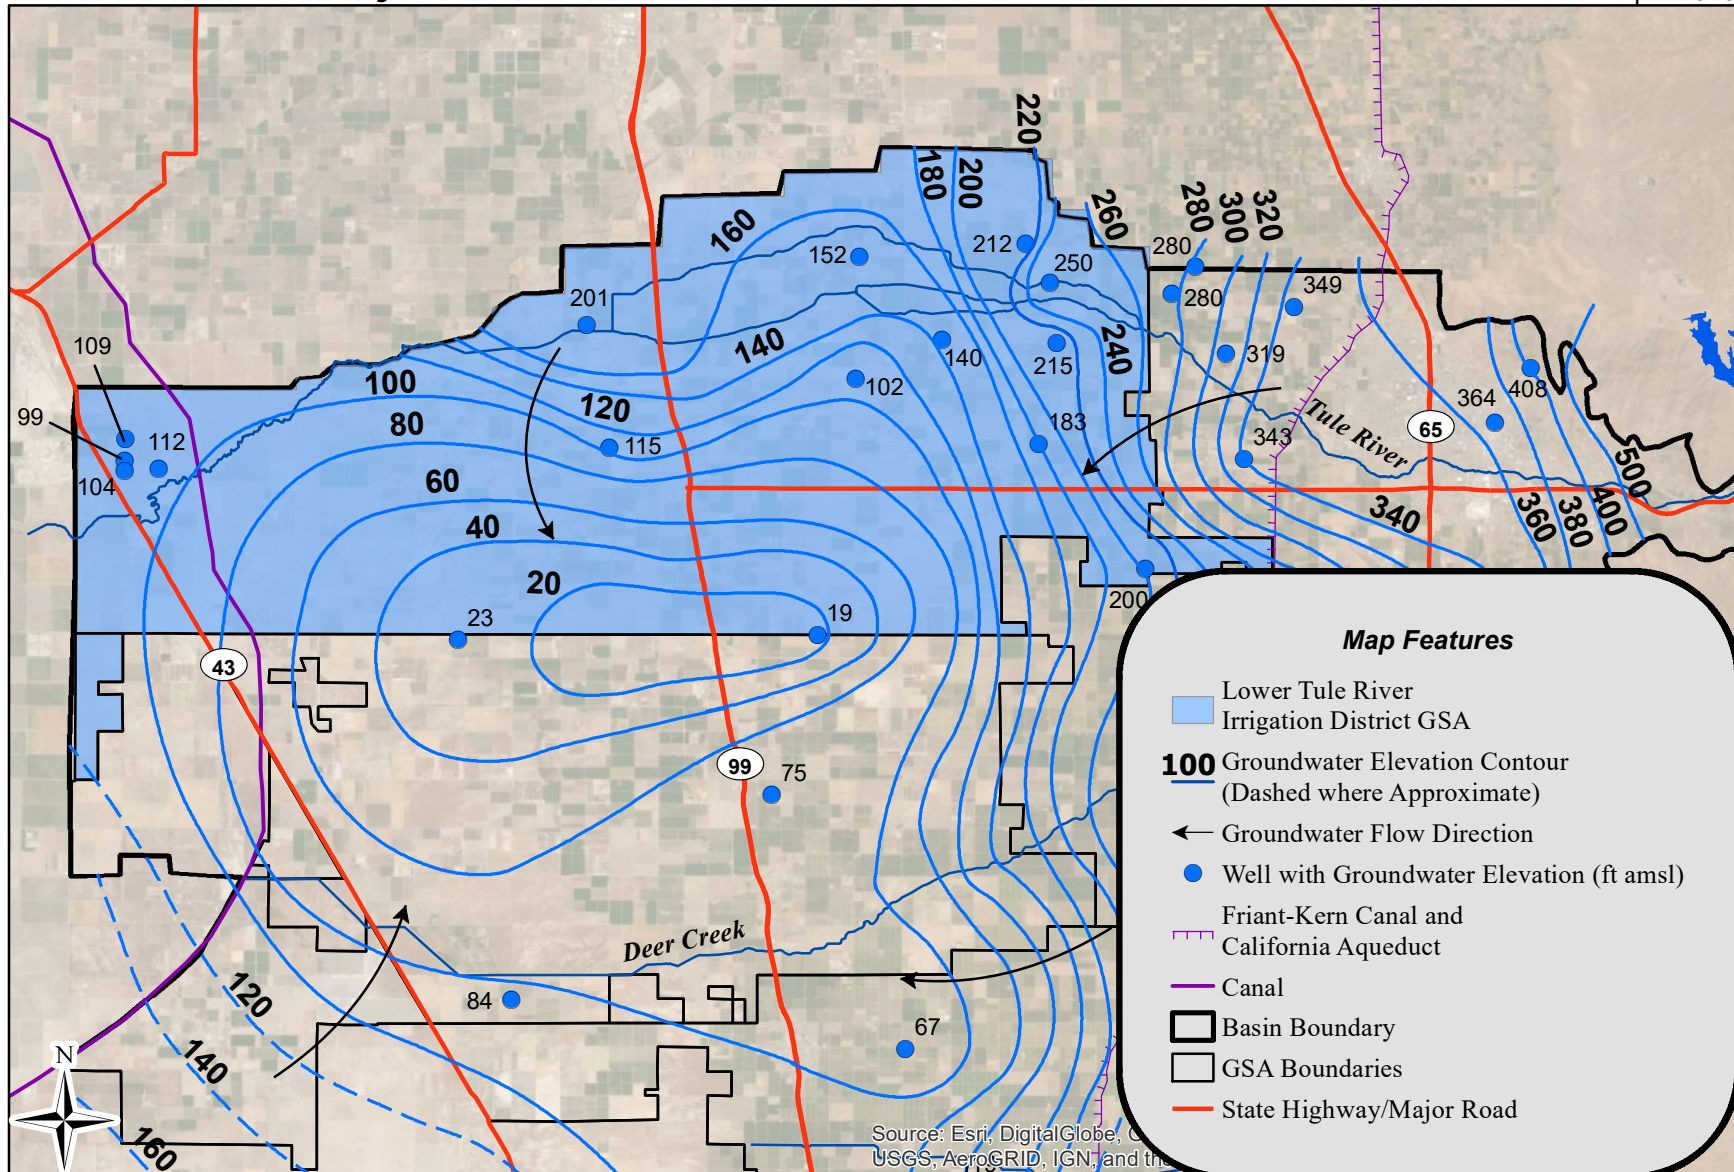 220
180
200
260
280
300
320
160
212
280
152
250
280
349
201
109
140
140
215
240
319
100
102
408
99
120
364
Tule River
80
183
65
112
115
343
500
104
60
340
360
380
400
40
20
200
23
19
43
99
75
Deer Creek
84
120
67
140
160
N
Map Features
Lower Tule River
Irrigation District GSA
100 Groundwater Elevation Contour
(Dashed where Approximate)
Groundwater Flow Direction
Well with Groundwater Elevation (ft amsl)
Friant-Kern Canal and
California Aqueduct
Canal
Basin Boundary
GSA Boundaries
State Highway/Major Road
Source: Esri, DigitalGlobe,
USGS, AeroGRID, IGN, and